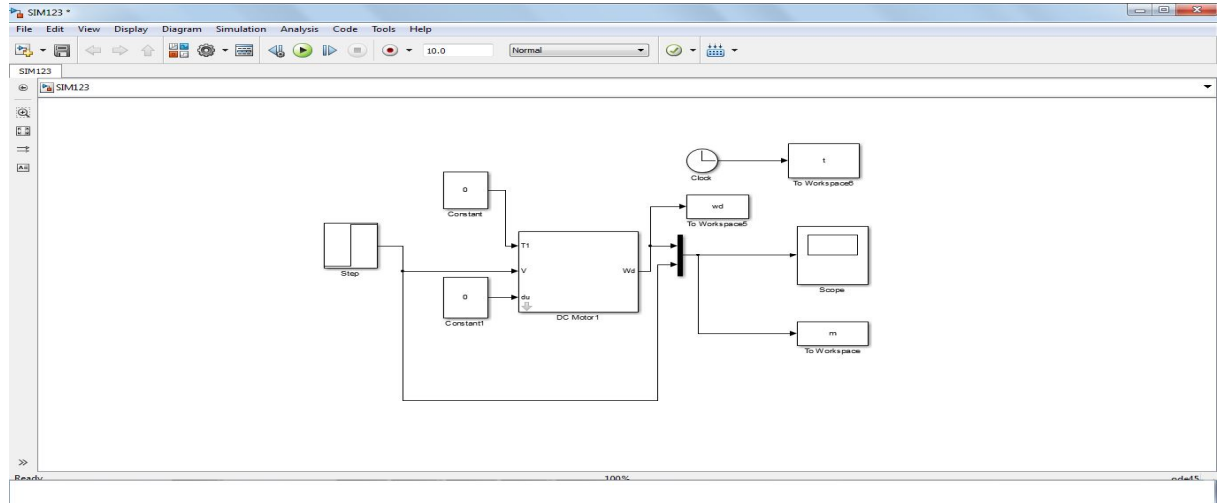 SIM123 *
File Edit View Display Diagram Simulation Analysis Code Tools Help
10.0 Normal
SIM123
SIM123
t
Clock
To Workspace6
0
Constant
wd
To Workspace5
Step
T1
V
Wd
du
DC Motor1
0
Constant1
Scope
m
To Workspace
Ready 100% ode45